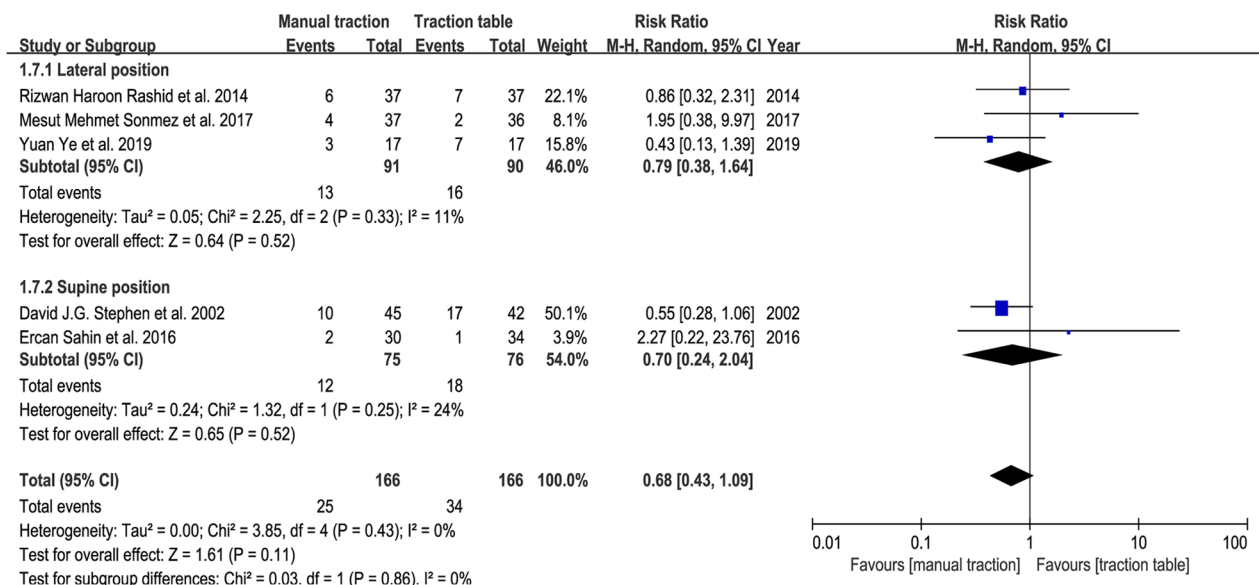 Manual traction Traction table Risk Ratio Risk Ratio
Study or Subgroup Events Total Events Total Weight M-H, Random, 95% CI Year M-H, Random, 95% CI
1.7.1 Lateral position
Rizwan Haroon Rashid et al. 2014 6 37 7 37 22.1% 0.86 [0.32, 2.31] 2014
Mesut Mehmet Sonmez et al. 2017 4 37 2 36 8.1% 1.95 [0.38, 9.97] 2017
Yuan Ye et al. 2019 3 17 7 17 15.8% 0.43 [0.13, 1.39] 2019
Subtotal (95% CI) 91 90 46.0% 0.79 [0.38, 1.64]
Total events 13 16
Heterogeneity: Tau² = 0.05; Chi² = 2.25, df = 2 (P = 0.33); I² = 11%
Test for overall effect: Z = 0.64 (P = 0.52)
1.7.2 Supine position
David J.G. Stephen et al. 2002 10 45 17 42 50.1% 0.55 [0.28, 1.06] 2002
Ercan Sahin et al. 2016 2 30 1 34 3.9% 2.27 [0.22, 23.76] 2016
Subtotal (95% CI) 75 76 54.0% 0.70 [0.24, 2.04]
Total events 12 18
Heterogeneity: Tau² = 0.24; Chi² = 1.32, df = 1 (P = 0.25); I² = 24%
Test for overall effect: Z = 0.65 (P = 0.52)
Total (95% CI) 166 166 100.0% 0.68 [0.43, 1.09]
Total events 25 34
Heterogeneity: Tau² = 0.00; Chi² = 3.85, df = 4 (P = 0.43); I² = 0%
Test for overall effect: Z = 1.61 (P = 0.11)
Test for subgroup differences: Chi² = 0.03, df = 1 (P = 0.86), I² = 0%
0.01 0.1 1 10 100
Favours [manual traction] Favours [traction table]